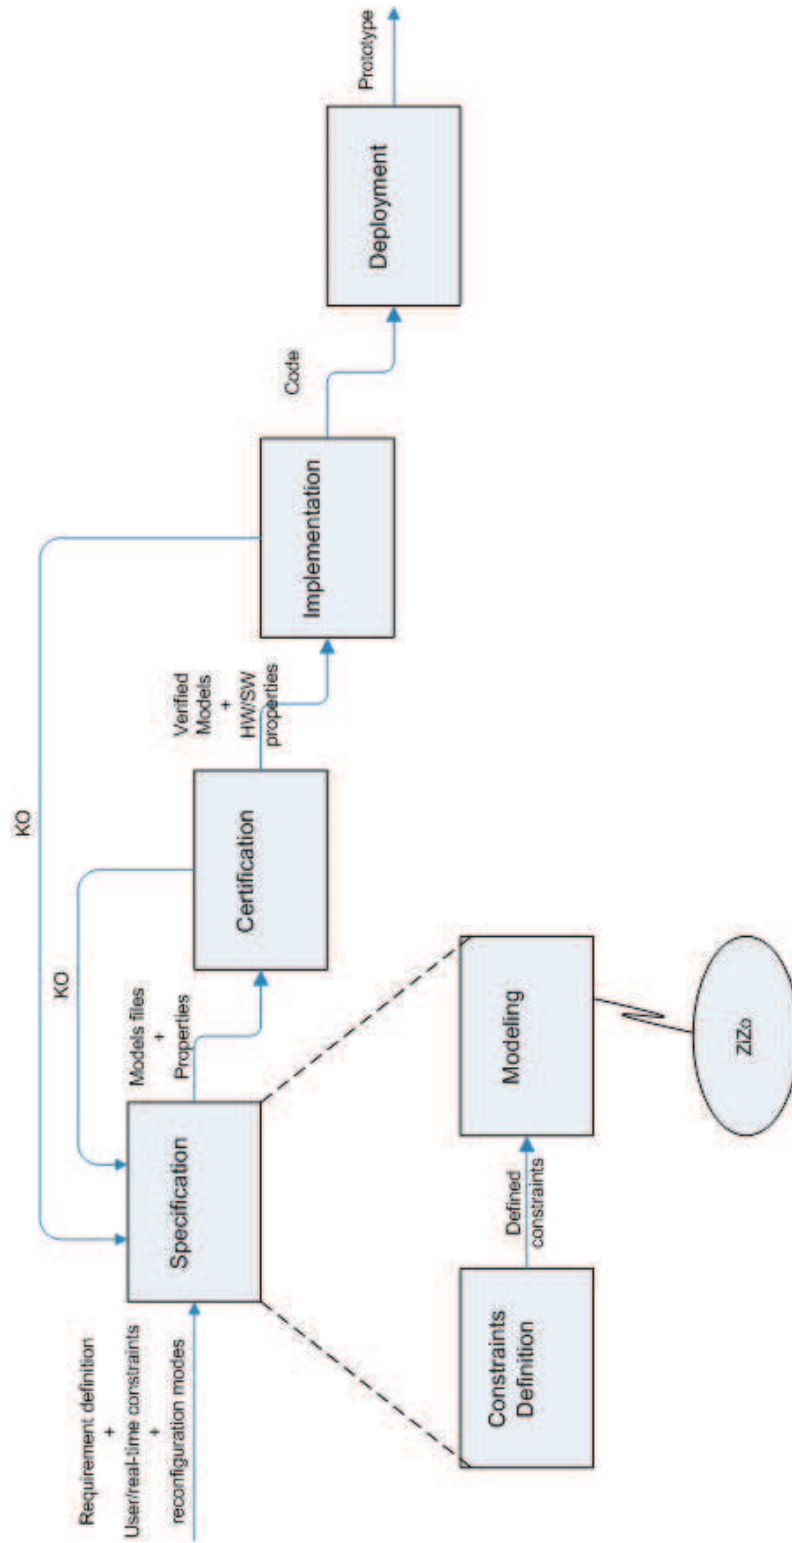 Requirement definition
+
User/real-time constraints
+
reconfiguration modes
KO
KO
Specification
Models files
+
Properties
Certification
Verified
Models
+
HW/SW
properties
Implementation
Code
Deployment
Prototype
Constraints
Definition
Defined
constraints
Modeling
ZiZo